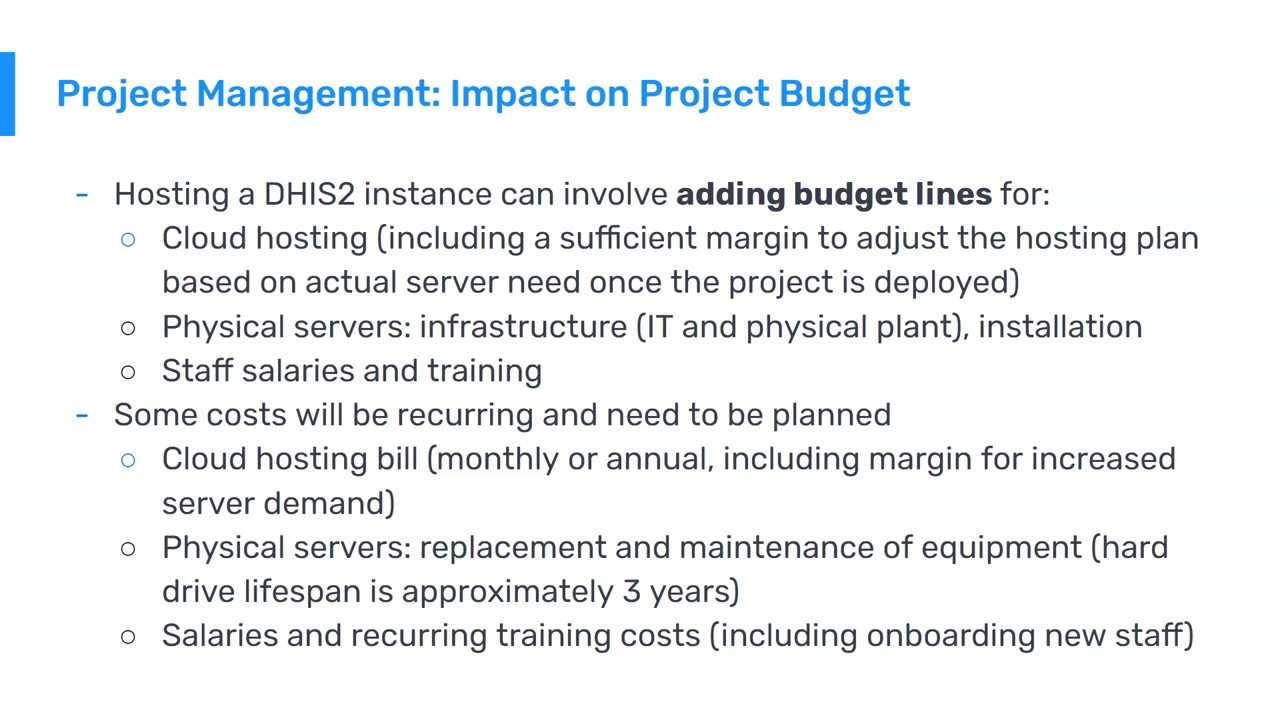 Project Management: Impact on Project Budget
- Hosting a DHIS2 instance can involve adding budget lines for:
○ Cloud hosting (including a sufficient margin to adjust the hosting plan
based on actual server need once the project is deployed)
○ Physical servers: infrastructure (IT and physical plant), installation
○ Staff salaries and training
- Some costs will be recurring and need to be planned
○ Cloud hosting bill (monthly or annual, including margin for increased
server demand)
○ Physical servers: replacement and maintenance of equipment (hard
drive lifespan is approximately 3 years)
○ Salaries and recurring training costs (including onboarding new staff)